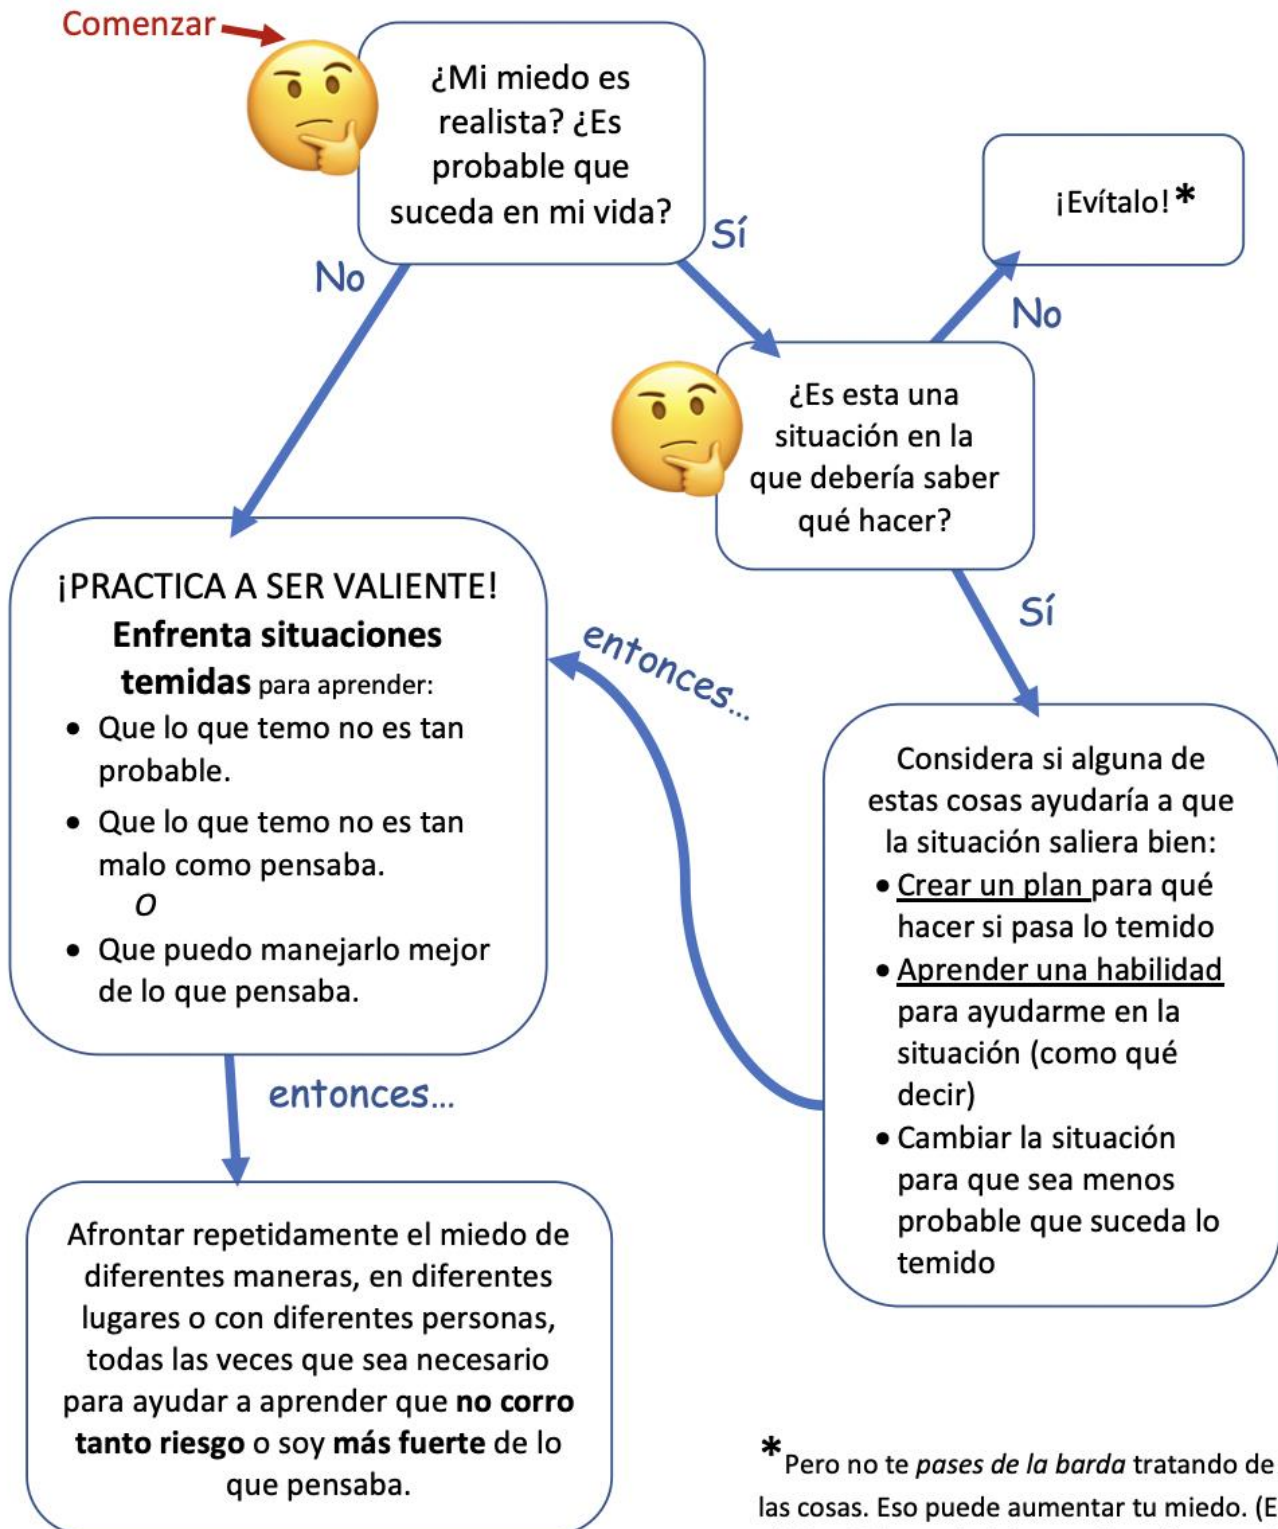 Comenzar
¿Mi miedo es
realista? ¿Es
probable que
suceda en mi vida?
Sí
¡Evítalo!*
No
No
¿Es esta una
situación en la
que debería saber
qué hacer?
Sí
¡PRACTICA A SER VALIENTE!
Enfrenta situaciones
temidas para aprender:
• Que lo que temo no es tan
probable.
• Que lo que temo no es tan
malo como pensaba.
O
• Que puedo manejarlo mejor
de lo que pensaba.
entonces...
Considera si alguna de
estas cosas ayudaría a que
la situación saliera bien:
• Crear un plan para qué
hacer si pasa lo temido
• Aprender una habilidad
para ayudarme en la
situación (como qué
decir)
• Cambiar la situación
para que sea menos
probable que suceda lo
temido
entonces...
Afrontar repetidamente el miedo de
diferentes maneras, en diferentes
lugares o con diferentes personas,
todas las veces que sea necesario
para ayudar a aprender que no corro
tanto riesgo o soy más fuerte de lo
que pensaba.
*Pero no te pases de la barda tratando de
las cosas. Eso puede aumentar tu miedo. (E